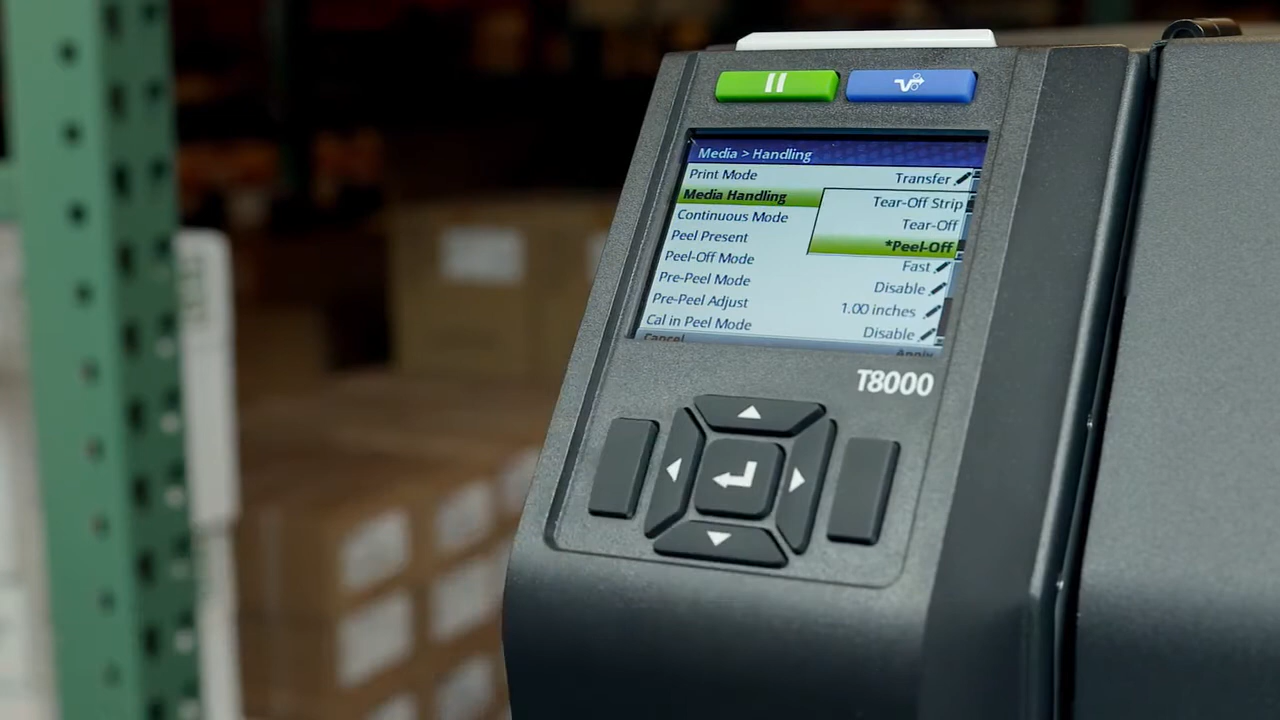 Media > Handling
Print Mode Transfer
Media Handling Tear-Off Strip
Continuous Mode Tear-Off
Peel Present *Peel-Off
Peel-Off Mode Fast
Pre-Peel Mode Disable
Pre-Peel Adjust 1.00 inches
Cal in Peel Mode Disable
Cancel Apply
T8000